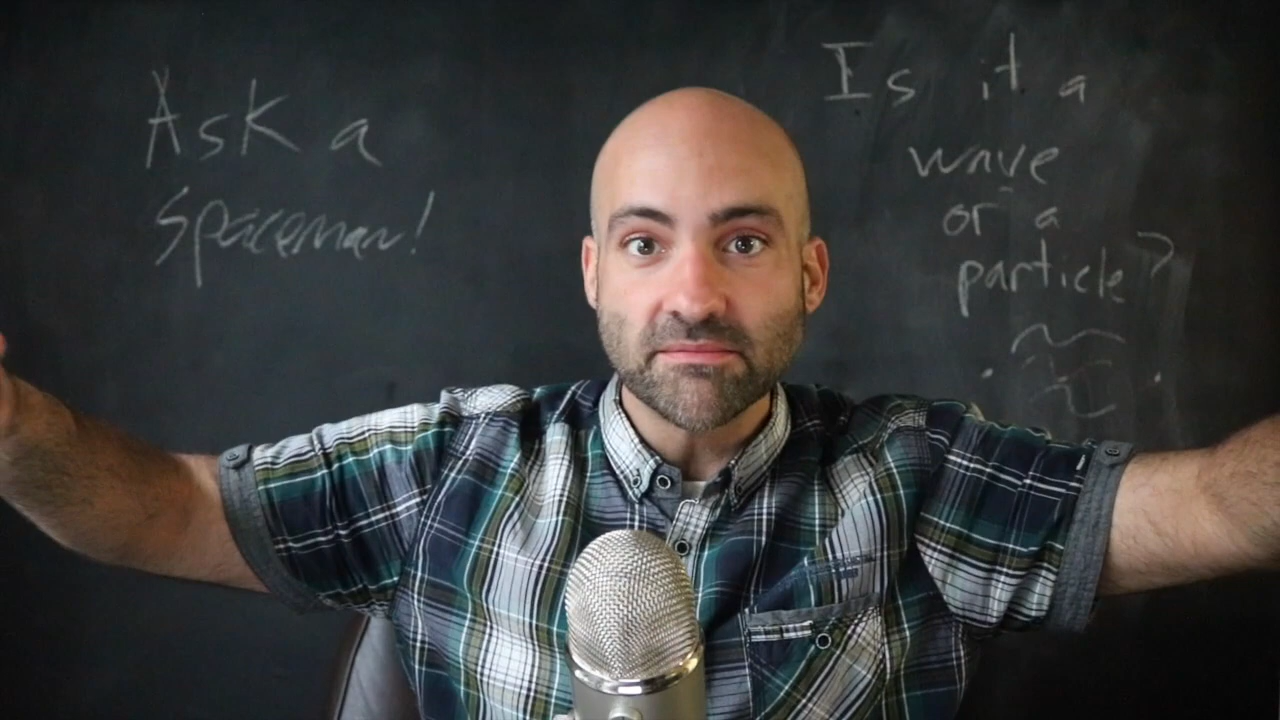 Ask a
Spaceman!
Is it a
wave
or a
particle?